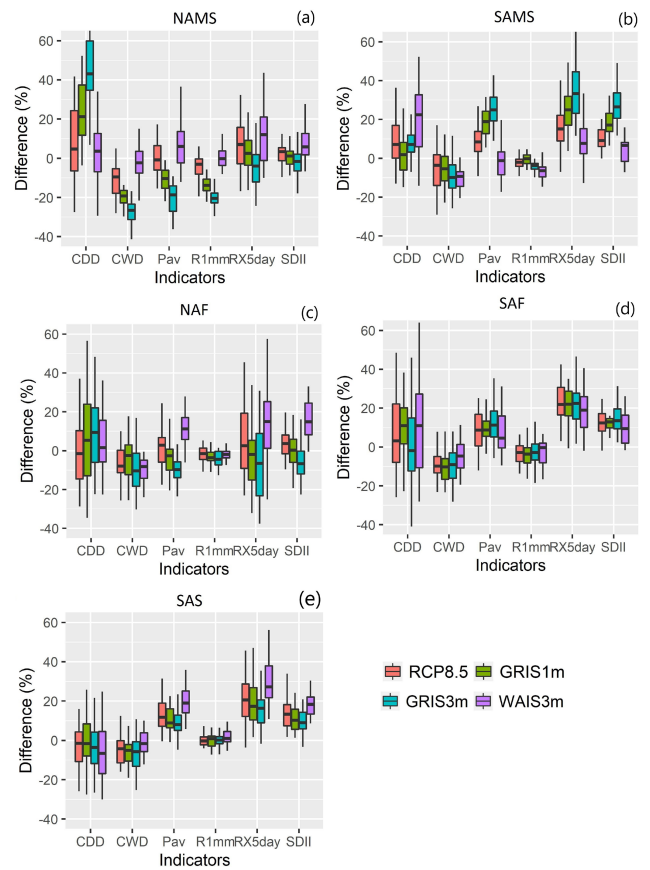 NAMS
(a)
60
40
20
0
-20
-40
Difference (%)
CDD CWD Pav R1mm RX5day SDII
Indicators
SAMS
(b)
60
40
20
0
-20
-40
Difference (%)
CDD CWD Pav R1mm RX5day SDII
Indicators
NAF
(c)
60
40
20
0
-20
-40
Difference (%)
CDD CWD Pav R1mm RX5day SDII
Indicators
SAF
(d)
60
40
20
0
-20
-40
Difference (%)
CDD CWD Pav R1mm RX5day SDII
Indicators
SAS
(e)
60
40
20
0
-20
-40
Difference (%)
CDD CWD Pav R1mm RX5day SDII
Indicators
RCP8.5 GRIS1m
GRIS3m WAIS3m